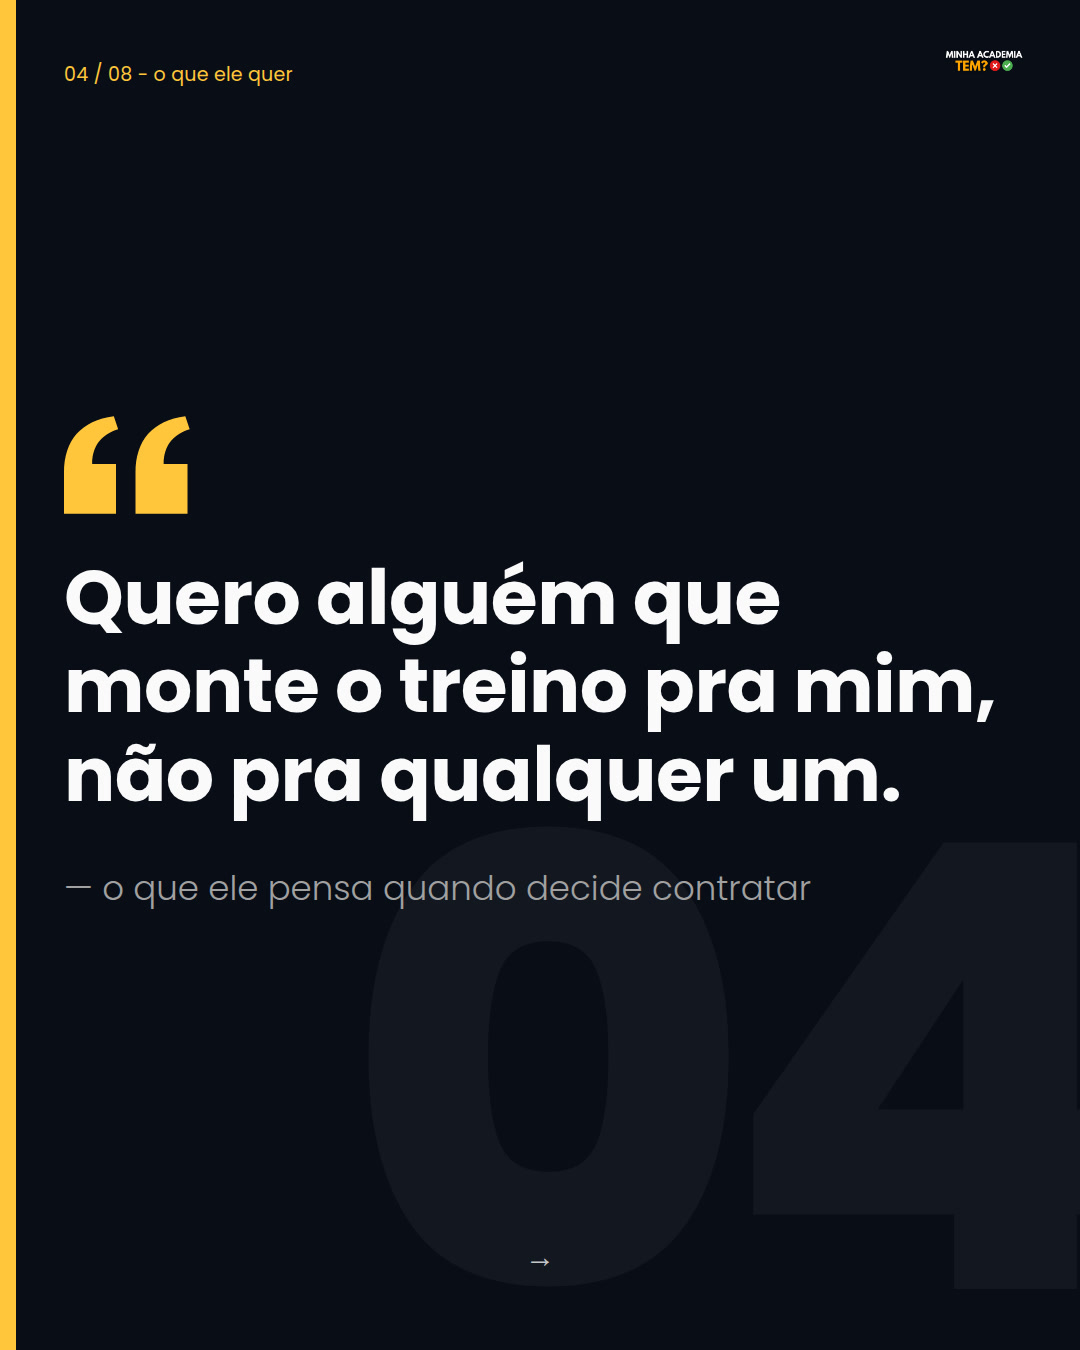 04 / 08 - o que ele quer
MINHA ACADEMIA
TEM?
“
Quero alguém que
monte o treino pra mim,
não pra qualquer um.
— o que ele pensa quando decide contratar
04
→